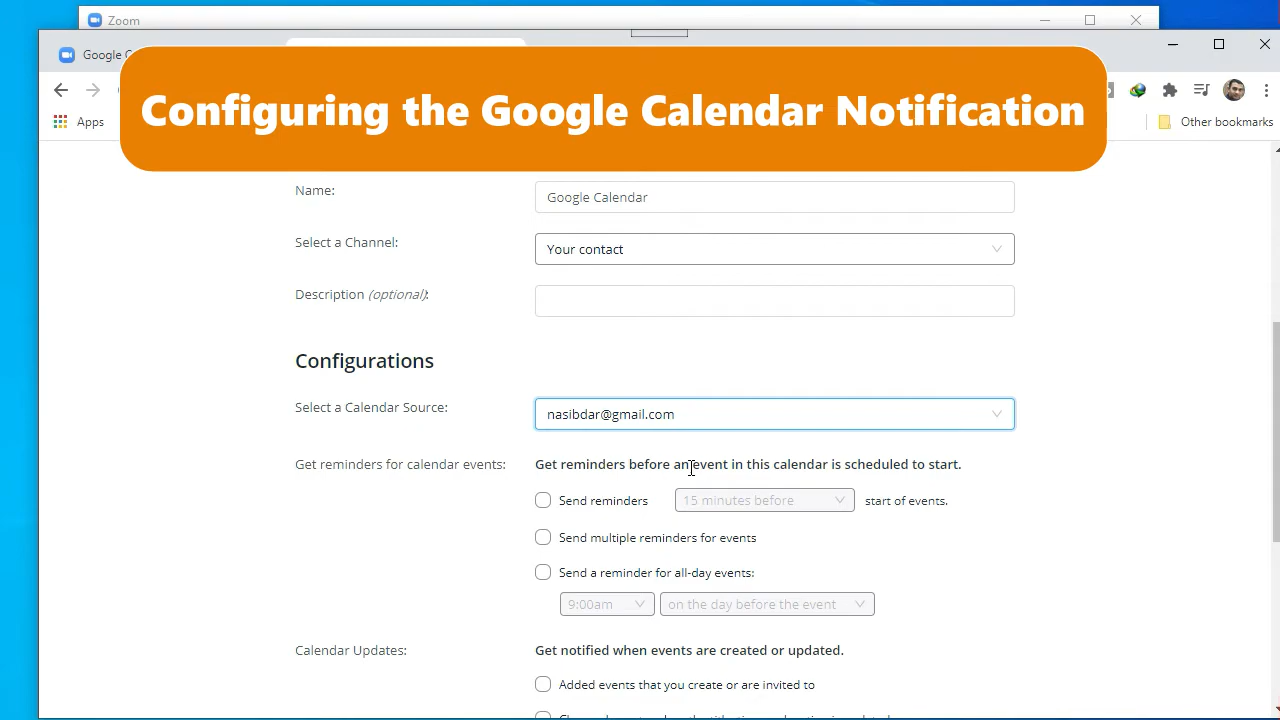 Zoom
Google C
Configuring the Google Calendar Notification
Apps
Other bookmarks
Name:
Google Calendar
Select a Channel:
Your contact
Description (optional):
Configurations
Select a Calendar Source:
nasibdar@gmail.com
Get reminders for calendar events:
Get reminders before an event in this calendar is scheduled to start.
Send reminders 15 minutes before start of events.
Send multiple reminders for events
Send a reminder for all-day events:
9:00am on the day before the event
Calendar Updates:
Get notified when events are created or updated.
Added events that you create or are invited to